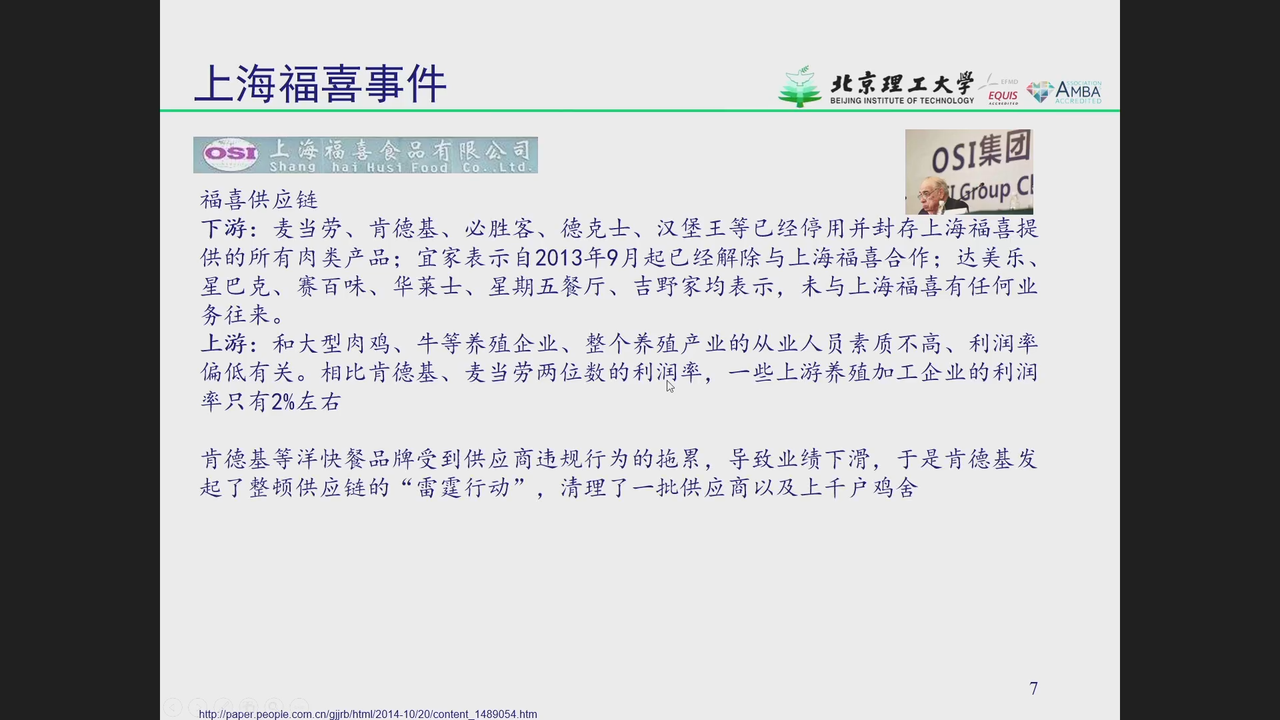 上海福喜事件
北京理工大学
BEIJING INSTITUTE OF TECHNOLOGY
EFMD
EQUIS
ACCREDITED
ASSOCIATION
AMBA
ACCREDITED
OSI 上海福喜食品有限公司
Shang hai Husi Food Co.,Ltd.
OSI集团
I Group Cl
福喜供应链
下游：麦当劳、肯德基、必胜客、德克士、汉堡王等已经停用并封存上海福喜提
供的所有肉类产品；宜家表示自2013年9月起已经解除与上海福喜合作；达美乐、
星巴克、赛百味、华莱士、星期五餐厅、吉野家均表示，未与上海福喜有任何业
务往来。
上游：和大型肉鸡、牛等养殖企业、整个养殖产业的从业人员素质不高、利润率
偏低有关。相比肯德基、麦当劳两位数的利润率，一些上游养殖加工企业的利润
率只有2%左右
肯德基等洋快餐品牌受到供应商违规行为的拖累，导致业绩下滑，于是肯德基发
起了整顿供应链的“雷霆行动”，清理了一批供应商以及上千户鸡舍
7
http://paper.people.com.cn/gjjrb/html/2014-10/20/content_1489054.htm